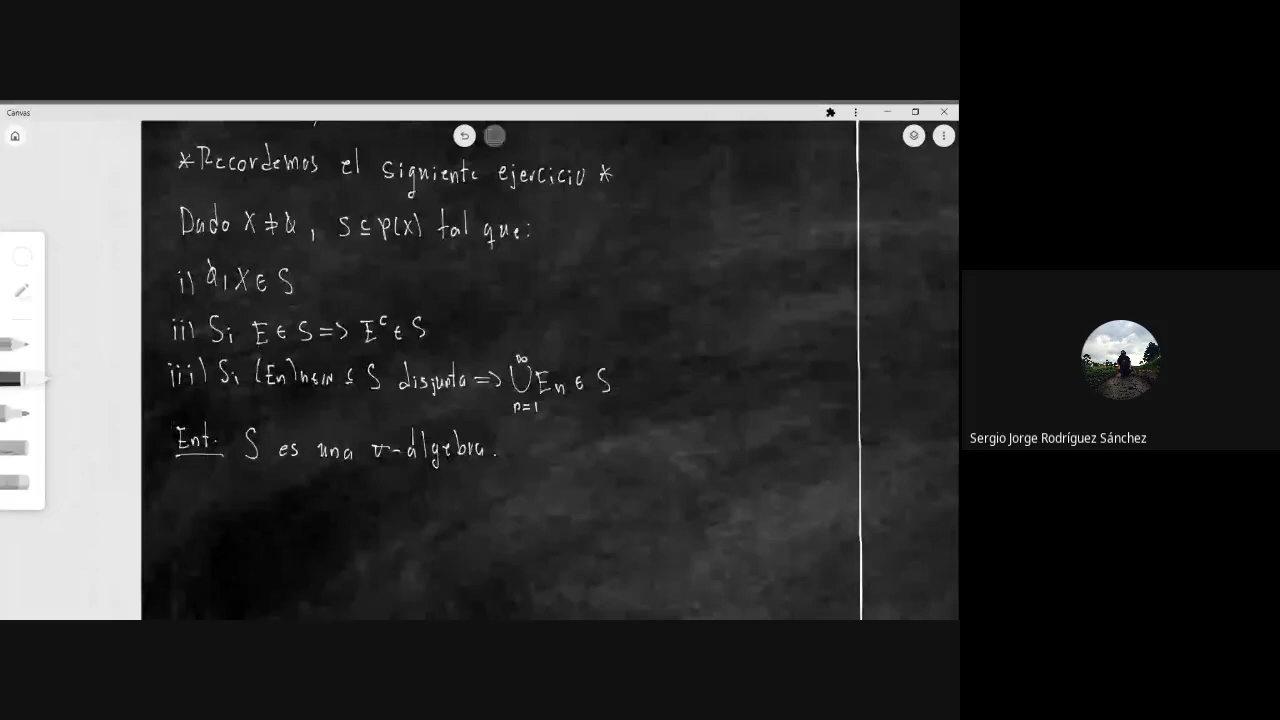 Canvas
*Recordemos el siguiente ejercicio*
Dado X ≠ ∅, S ⊆ P(X) tal que:
i) ∅, X ∈ S
ii) Si E ∈ S => E^c ∈ S
iii) Si (En)n∈IN ⊆ S disjunta => ∞⋃n=1 En ∈ S
Ent. S es una σ-álgebra.
Sergio Jorge Rodríguez Sánchez